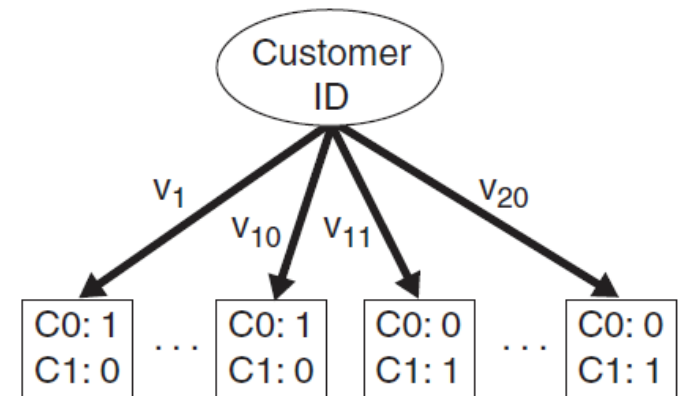 Customer
ID
v1
v10
v11
v20
C0: 1
C1: 0
. . .
C0: 1
C1: 0
C0: 0
C1: 1
. . .
C0: 0
C1: 1